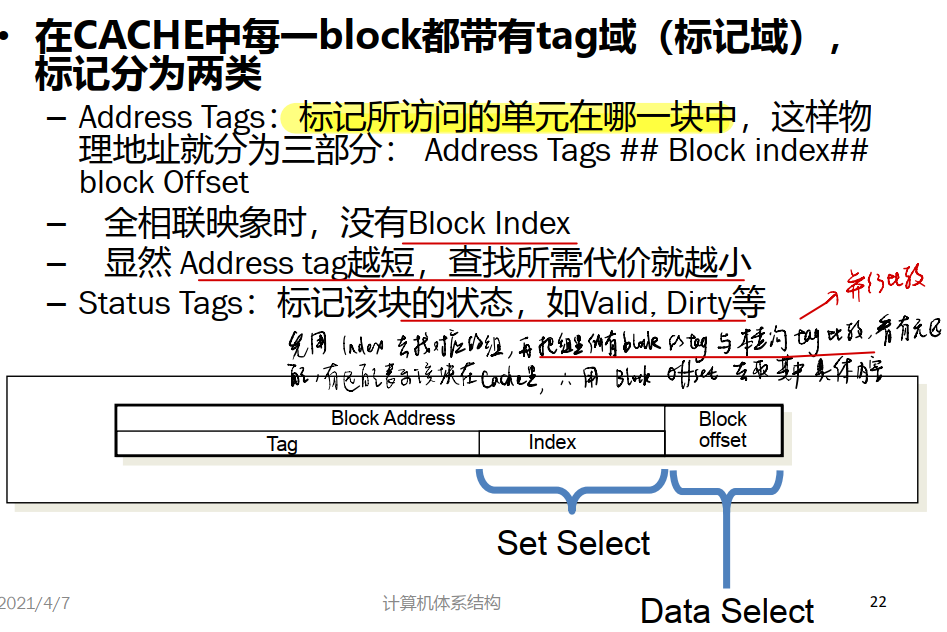 • 在CACHE中每一block都带有tag域（标记域），
标记分为两类
– Address Tags：标记所访问的单元在哪一块中，这样物
理地址就分为三部分： Address Tags ## Block index##
block Offset
– 全相联映象时，没有Block Index
– 显然 Address tag越短，查找所需代价就越小
– Status Tags：标记该块的状态，如Valid, Dirty等
并行比较
先用 Index 去找对应的组，再把组里所有block的tag与本查询tag比较，看有无匹
配，有匹配表示该块在Cache里，∴用 Block Offset 去取其中具体内容
Block Address
Block
offset
Tag
Index
Set Select
Data Select
2021/4/7
计算机体系结构
22